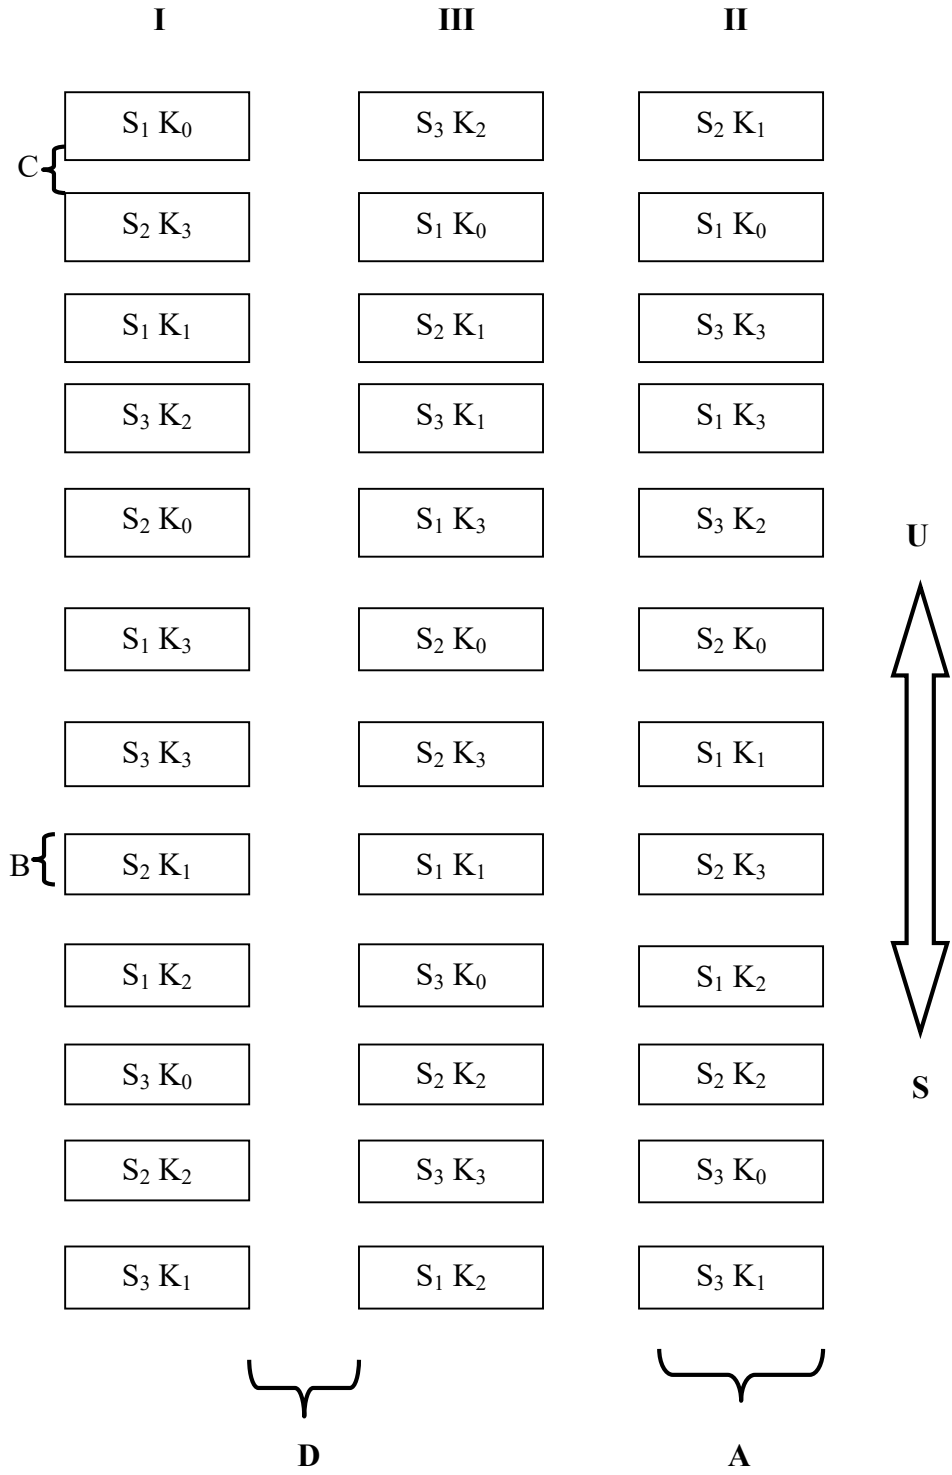 I III II
S₁ K₀ S₃ K₂ S₂ K₁
C
S₂ K₃ S₁ K₀ S₁ K₀
S₁ K₁ S₂ K₁ S₃ K₃
S₃ K₂ S₃ K₁ S₁ K₃
S₂ K₀ S₁ K₃ S₃ K₂
U
S₁ K₃ S₂ K₀ S₂ K₀
S₃ K₃ S₂ K₃ S₁ K₁
B S₂ K₁ S₁ K₁ S₂ K₃
S₁ K₂ S₃ K₀ S₁ K₂
S₃ K₀ S₂ K₂ S₂ K₂
S
S₂ K₂ S₃ K₃ S₃ K₀
S₃ K₁ S₁ K₂ S₃ K₁
D A